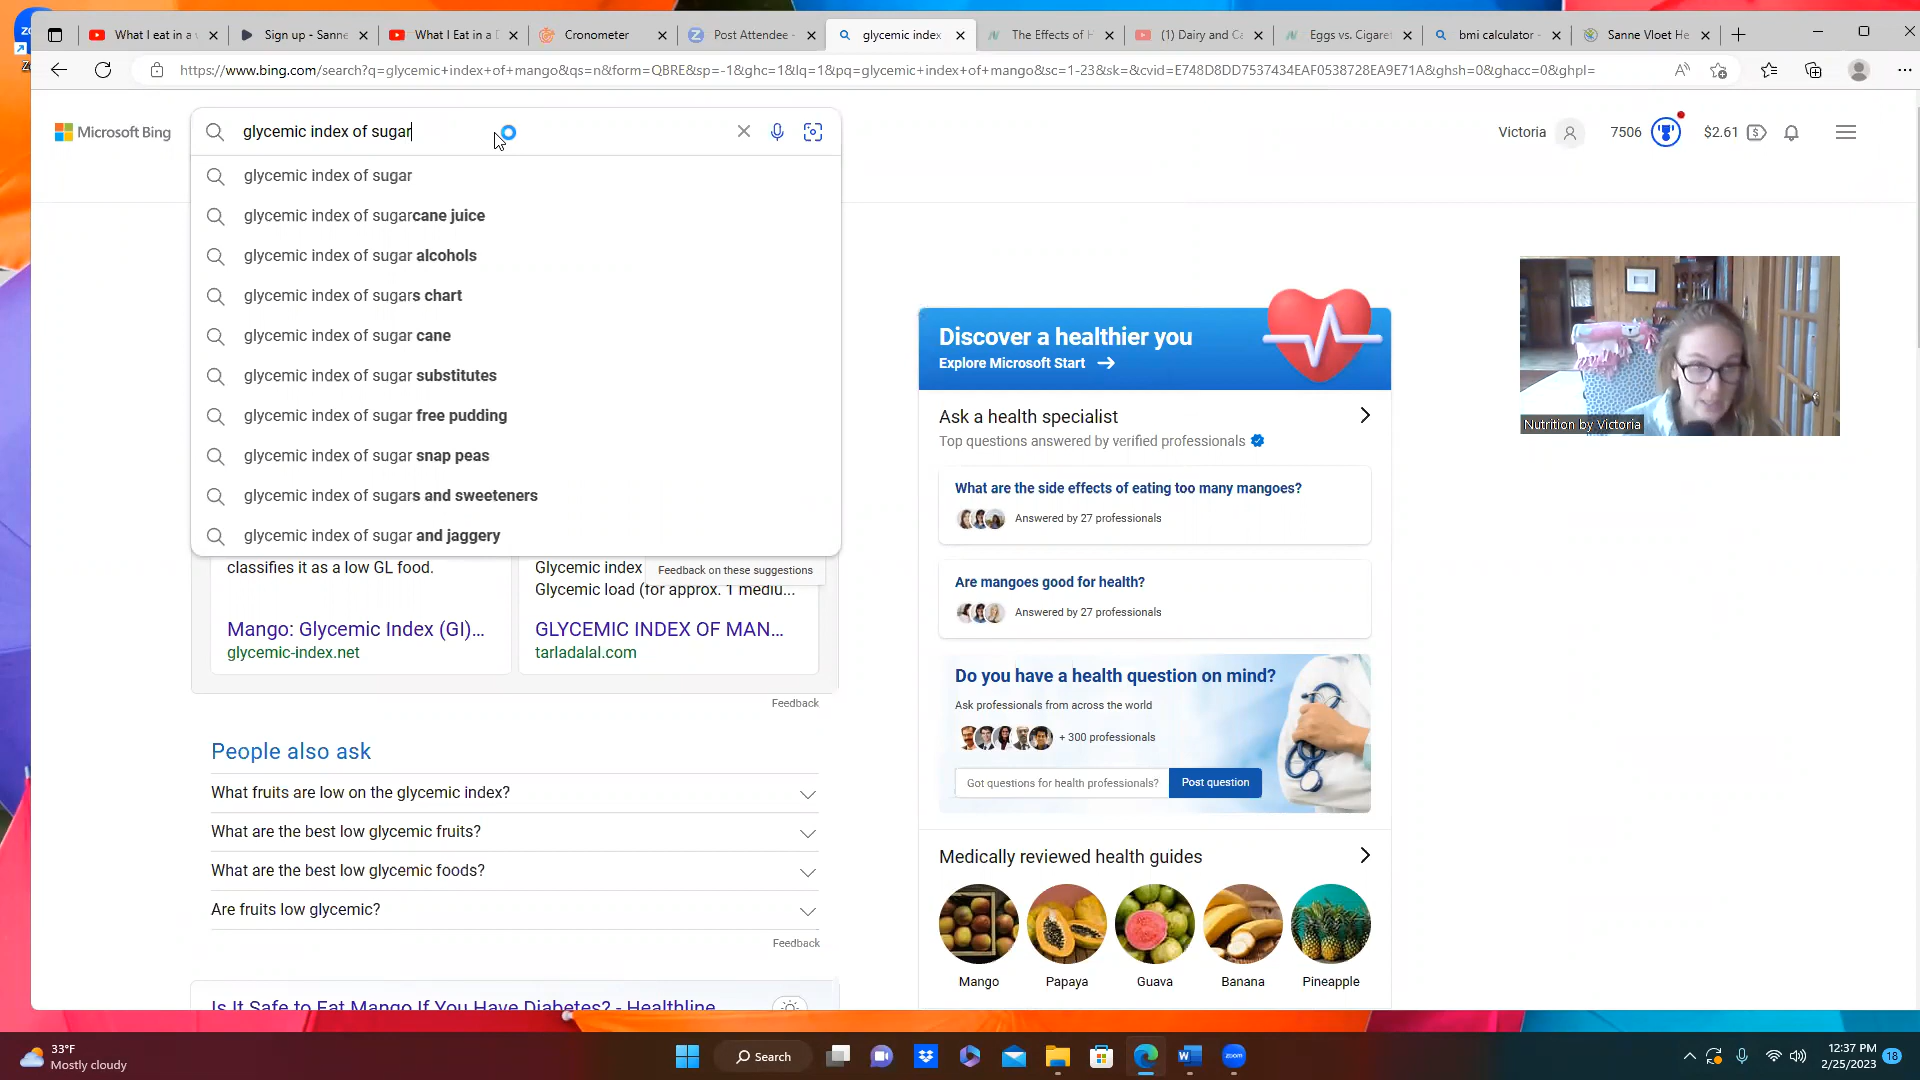 What I eat in a
Sign up - Sanne
What I Eat in a
Cronometer
Post Attendee -
glycemic index
The Effects of H
(1) Dairy and Ca
Eggs vs. Cigaret
bmi calculator -
Sanne Vloet He
https://www.bing.com/search?q=glycemic+index+of+mango&qs=n&form=QBRE&sp=-1&ghc=1&lq=1&pq=glycemic+index+of+mango&sc=1-23&sk=&cvid=E748D8DD7537434EAF0538728EA9E71A&ghsh=0&ghacc=0&ghpl=
Microsoft Bing
glycemic index of sugar
Victoria
7506
$2.61
glycemic index of sugar
glycemic index of sugarcane juice
glycemic index of sugar alcohols
glycemic index of sugars chart
glycemic index of sugar cane
glycemic index of sugar substitutes
glycemic index of sugar free pudding
glycemic index of sugar snap peas
glycemic index of sugars and sweeteners
glycemic index of sugar and jaggery
Feedback on these suggestions
classifies it as a low GL food.
Glycemic index
Glycemic load (for approx. 1 mediu...
Mango: Glycemic Index (GI)...
glycemic-index.net
GLYCEMIC INDEX OF MAN...
tarladalal.com
Feedback
People also ask
What fruits are low on the glycemic index?
What are the best low glycemic fruits?
What are the best low glycemic foods?
Are fruits low glycemic?
Feedback
Is It Safe to Eat Mango If You Have Diabetes? - Healthline
Discover a healthier you
Explore Microsoft Start
Ask a health specialist
Top questions answered by verified professionals
What are the side effects of eating too many mangoes?
Answered by 27 professionals
Are mangoes good for health?
Answered by 27 professionals
Do you have a health question on mind?
Ask professionals from across the world
+ 300 professionals
Got questions for health professionals?
Post question
Medically reviewed health guides
Mango
Papaya
Guava
Banana
Pineapple
Nutrition by Victoria
33°F
Mostly cloudy
Search
zoom
12:37 PM
2/25/2023
18